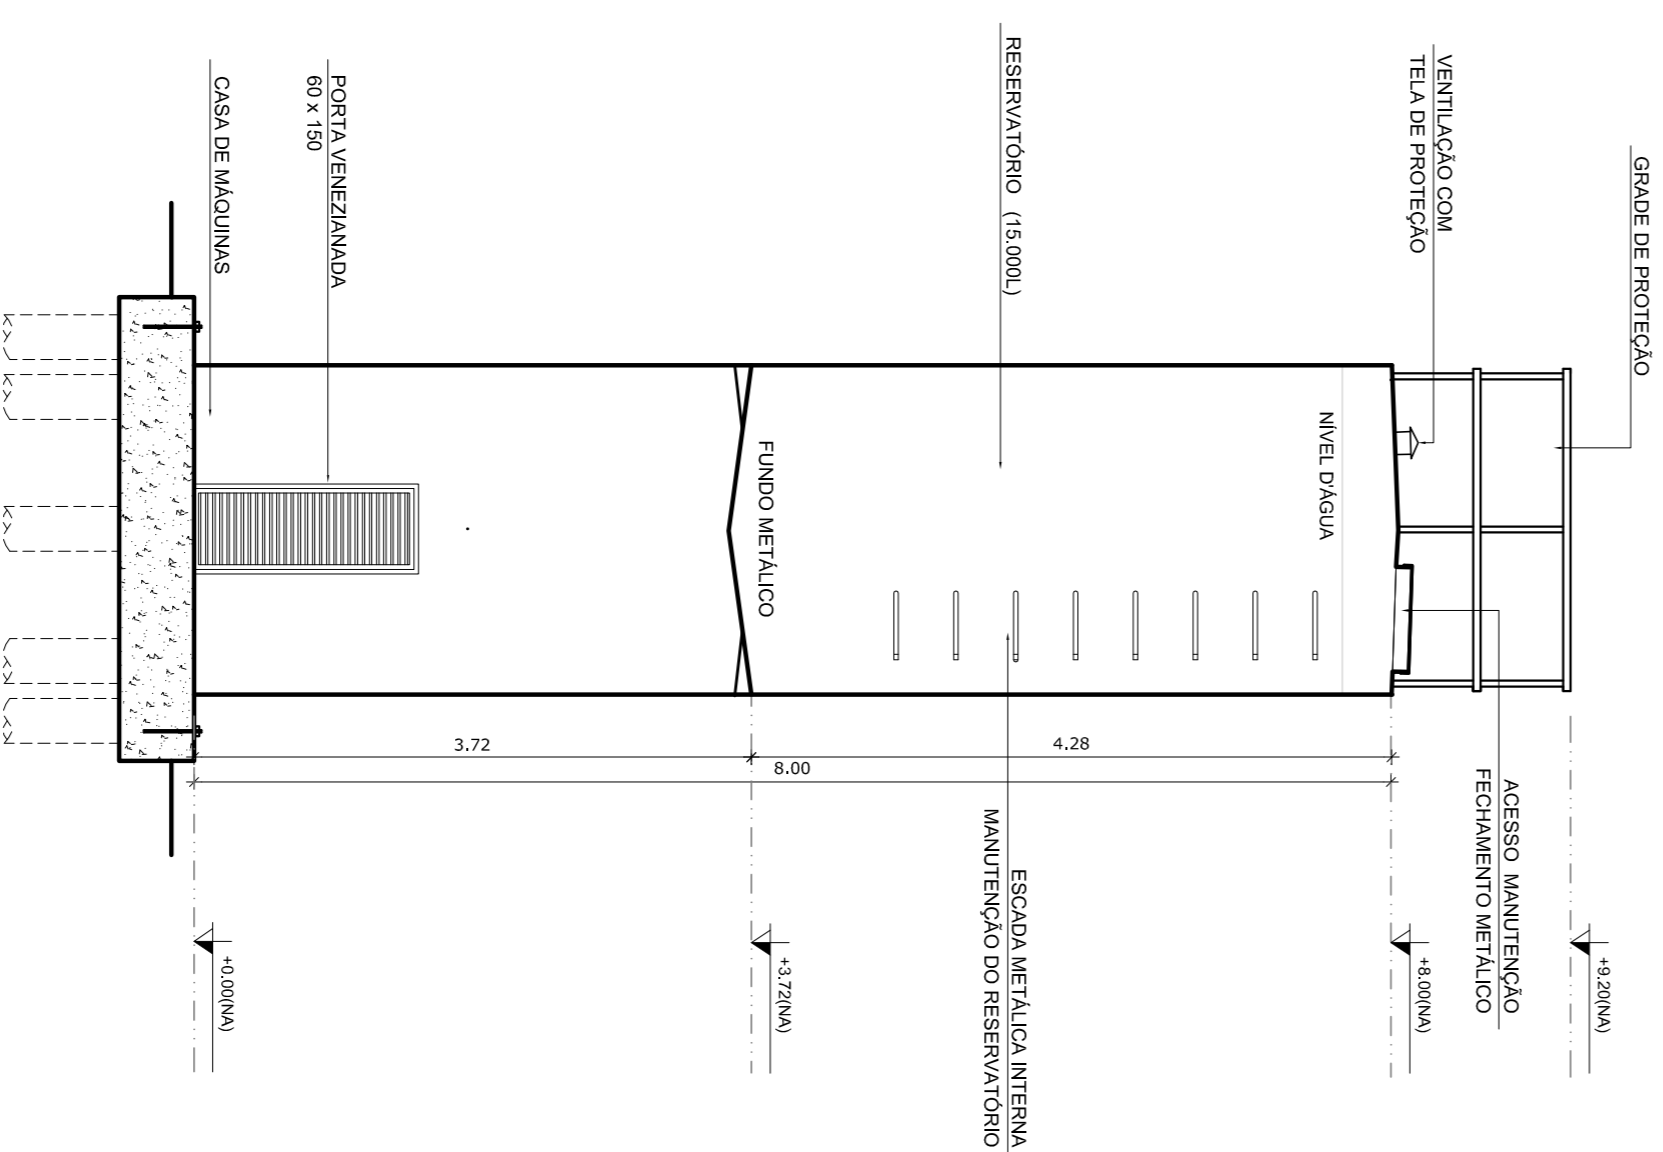 GRADE DE PROTEÇÃO
VENTILAÇÃO COM
TELA DE PROTEÇÃO
RESERVATÓRIO (15.000L)
PORTA VENEZIANADA
60 x 150
CASA DE MÁQUINAS
NÍVEL D'ÁGUA
FUNDO METÁLICO
4.28
3.72
8.00
ACESSO MANUTENÇÃO
FECHAMENTO METÁLICO
ESCADA METÁLICA INTERNA
MANUTENÇÃO DO RESERVATÓRIO
+9.20(NA)
+8.00(NA)
+3.72(NA)
+0.00(NA)